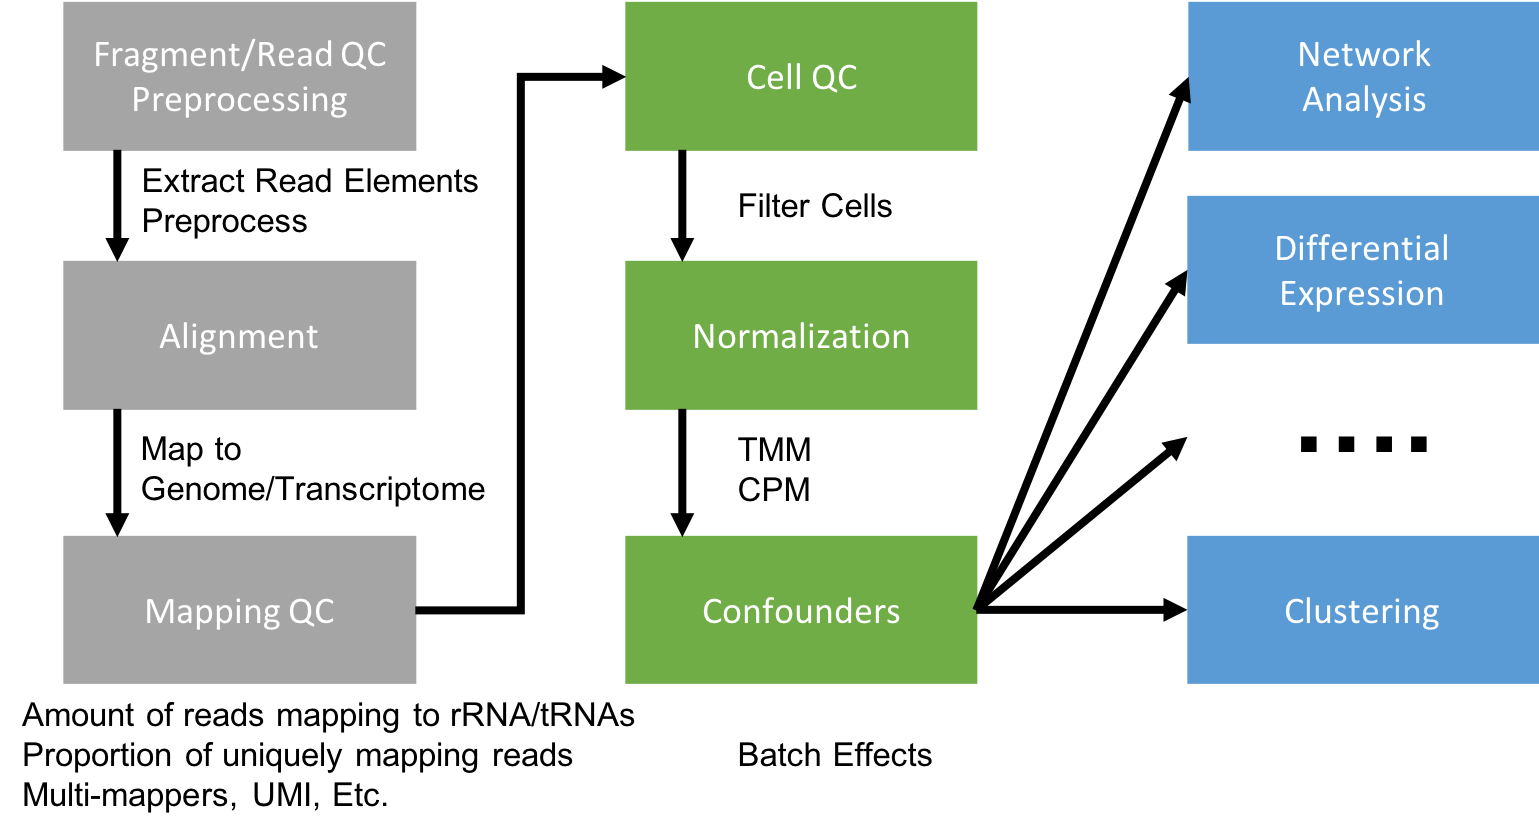 Fragment/Read QC
Preprocessing
Extract Read Elements
Preprocess
Alignment
Map to
Genome/Transcriptome
Mapping QC
Amount of reads mapping to rRNA/tRNAs
Proportion of uniquely mapping reads
Multi-mappers, UMI, Etc.
Cell QC
Filter Cells
Normalization
TMM
CPM
Confounders
Batch Effects
Network
Analysis
Differential
Expression
....
Clustering